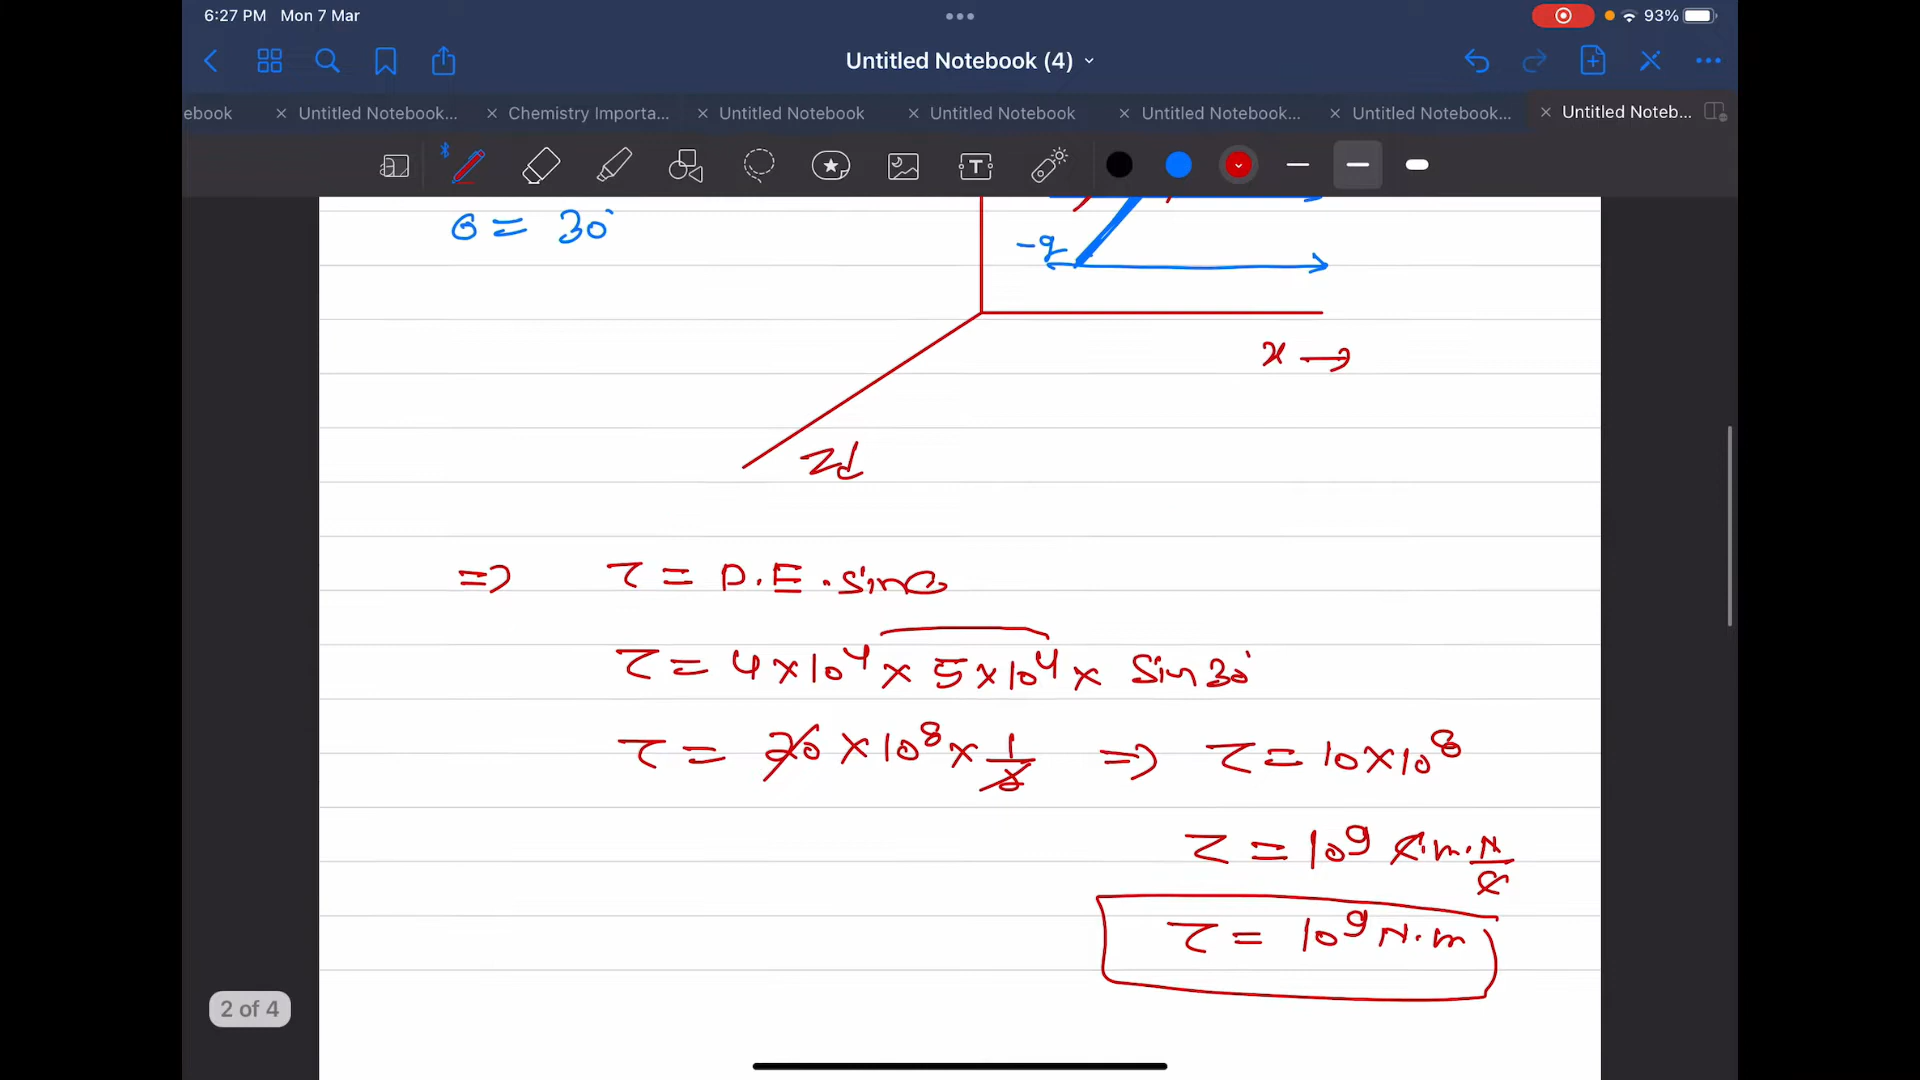 6:27 PM Mon 7 Mar
93%
Untitled Notebook (4)
ebook
Untitled Notebook...
Chemistry Importa...
Untitled Notebook
Untitled Notebook
Untitled Notebook...
Untitled Notebook...
Untitled Noteb...
θ = 30°
-q
x →
=> τ = P.E.sinθ
τ = 4×10⁴ × 5×10⁴ × Sin30°
τ = 20 × 10⁸ × 1/2 => τ = 10×10⁸
τ = 10⁹ C.m.N/C
τ = 10⁹ N.m
2 of 4